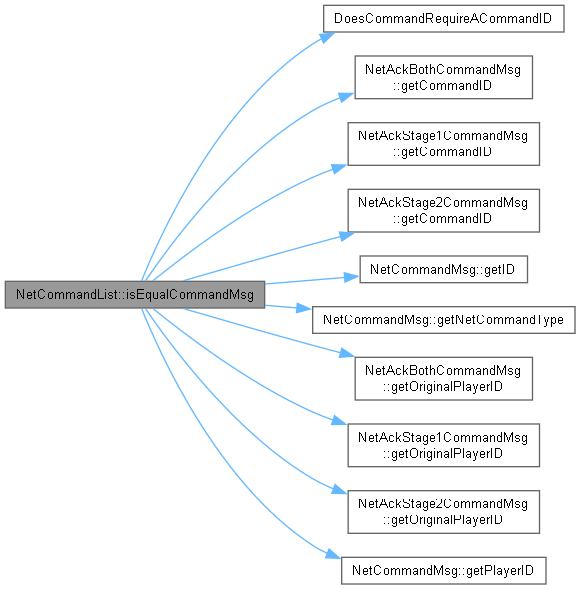 DoesCommandRequireACommandID
NetAckBothCommandMsg
::getCommandID
NetAckStage1CommandMsg
::getCommandID
NetAckStage2CommandMsg
::getCommandID
NetCommandMsg::getID
NetCommandList::isEqualCommandMsg
NetCommandMsg::getNetCommandType
NetAckBothCommandMsg
::getOriginalPlayerID
NetAckStage1CommandMsg
::getOriginalPlayerID
NetAckStage2CommandMsg
::getOriginalPlayerID
NetCommandMsg::getPlayerID